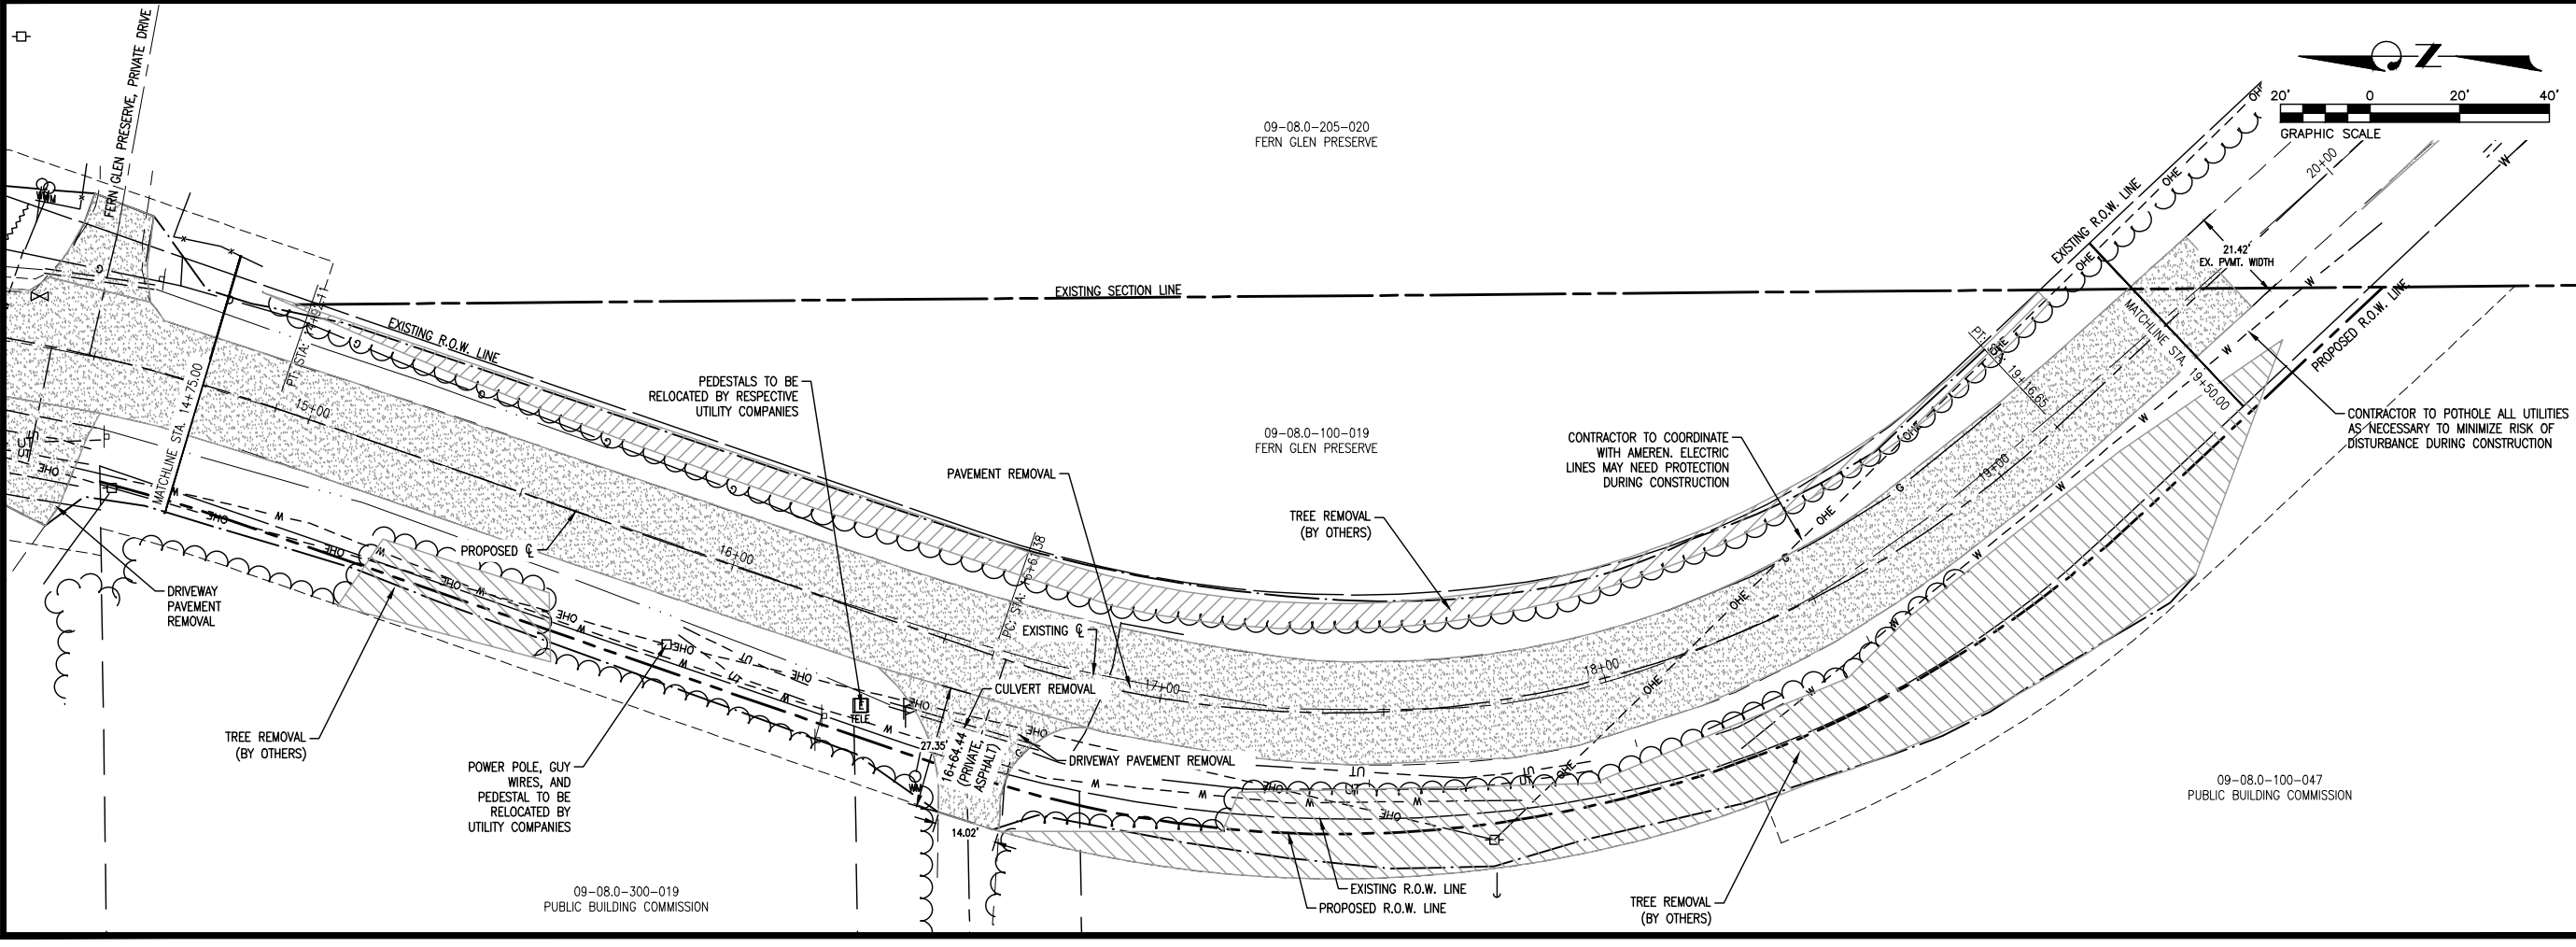 FERN GLEN PRESERVE, PRIVATE DRIVE
09-08.0-205-020
FERN GLEN PRESERVE
N
20' 0 20' 40'
GRAPHIC SCALE
20+00
EXISTING R.O.W. LINE
OHE
OHE
OHE
W
21.42'
EX. PVMT. WIDTH
EXISTING SECTION LINE
EXISTING R.O.W. LINE
MATCHLINE STA. 14+75.00
15+00
PEDESTALS TO BE
RELOCATED BY RESPECTIVE
UTILITY COMPANIES
09-08.0-100-019
FERN GLEN PRESERVE
PAVEMENT REMOVAL
CONTRACTOR TO COORDINATE
WITH AMEREN. ELECTRIC
LINES MAY NEED PROTECTION
DURING CONSTRUCTION
TREE REMOVAL
(BY OTHERS)
MATCHLINE STA. 19+50.00
PROPOSED R.O.W. LINE
CONTRACTOR TO POTHOLE ALL UTILITIES
AS NECESSARY TO MINIMIZE RISK OF
DISTURBANCE DURING CONSTRUCTION
19+16.65
19+00
PROPOSED ℄
16+00
PC: STA: 16+61.38
EXISTING ℄
DRIVEWAY
PAVEMENT
REMOVAL
17+00
18+00
CULVERT REMOVAL
TELE
27.35'
16+64.44
(PRIVATE,
ASPHALT)
DRIVEWAY PAVEMENT REMOVAL
14.02'
TREE REMOVAL
(BY OTHERS)
POWER POLE, GUY
WIRES, AND
PEDESTAL TO BE
RELOCATED BY
UTILITY COMPANIES
09-08.0-300-019
PUBLIC BUILDING COMMISSION
EXISTING R.O.W. LINE
PROPOSED R.O.W. LINE
TREE REMOVAL
(BY OTHERS)
09-08.0-100-047
PUBLIC BUILDING COMMISSION